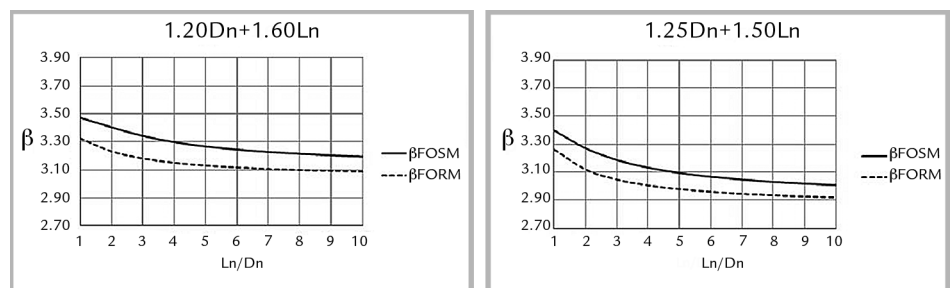 1.20Dn+1.60Ln
3.90
3.70
3.50
3.30
3.10
2.90
2.70
β
1 2 3 4 5 6 7 8 9 10
Ln/Dn
βFOSM
βFORM
1.25Dn+1.50Ln
3.90
3.70
3.50
3.30
3.10
2.90
2.70
β
1 2 3 4 5 6 7 8 9 10
Ln/Dn
βFOSM
βFORM